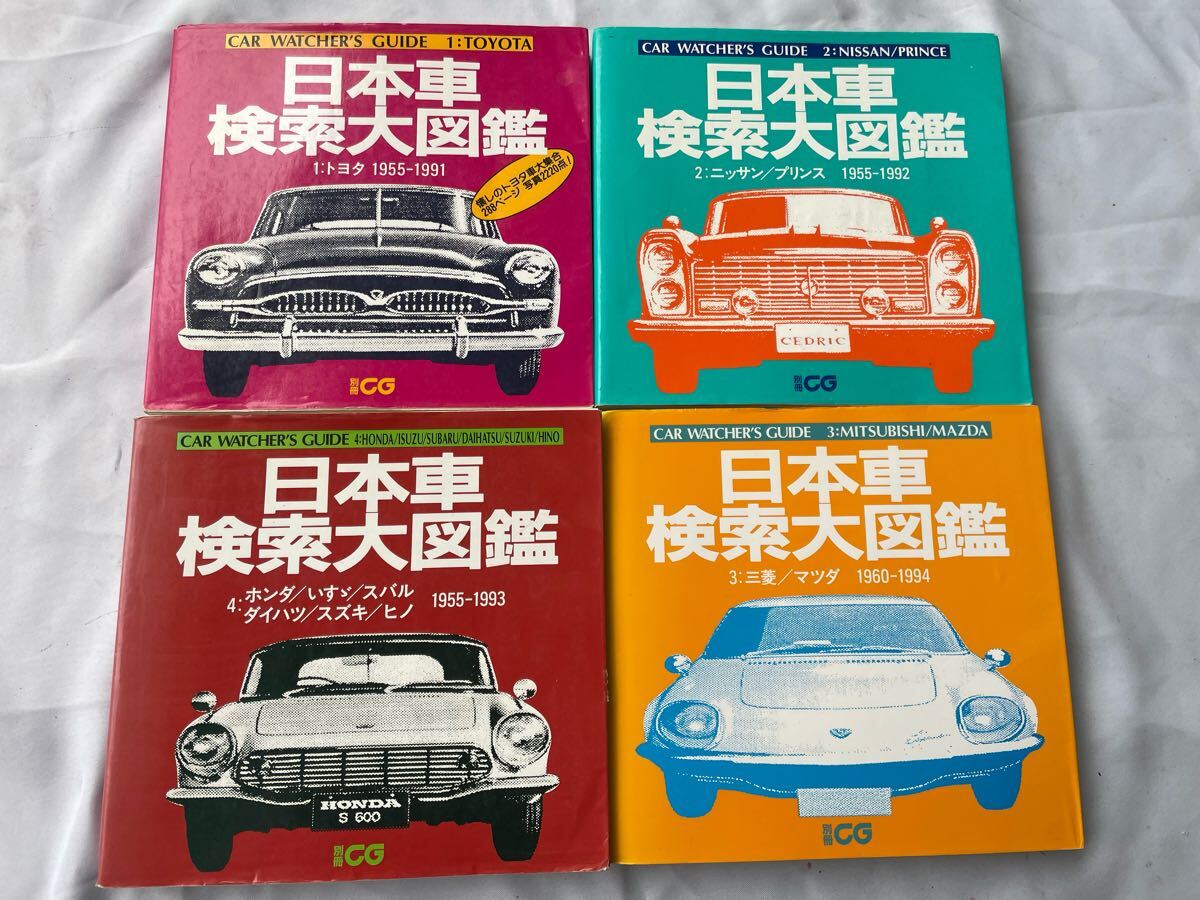 CAR WATCHER'S GUIDE 1:TOYOTA
日本車
検索大図鑑
1:トヨタ 1955-1991
懐しのトヨタ車大集合
288ページ 写真2220点!
別冊CG
CAR WATCHER'S GUIDE 2:NISSAN/PRINCE
日本車
検索大図鑑
2:ニッサン/プリンス 1955-1992
CEDRIC
別冊CG
CAR WATCHER'S GUIDE 4:HONDA/ISUZU/SUBARU/DAIHATSU/SUZUKI/HINO
日本車
検索大図鑑
4:ホンダ/いすゞ/スバル
ダイハツ/スズキ/ヒノ 1955-1993
HONDA
S 600
別冊CG
CAR WATCHER'S GUIDE 3:MITSUBISHI/MAZDA
日本車
検索大図鑑
3:三菱/マツダ 1960-1994
別冊CG